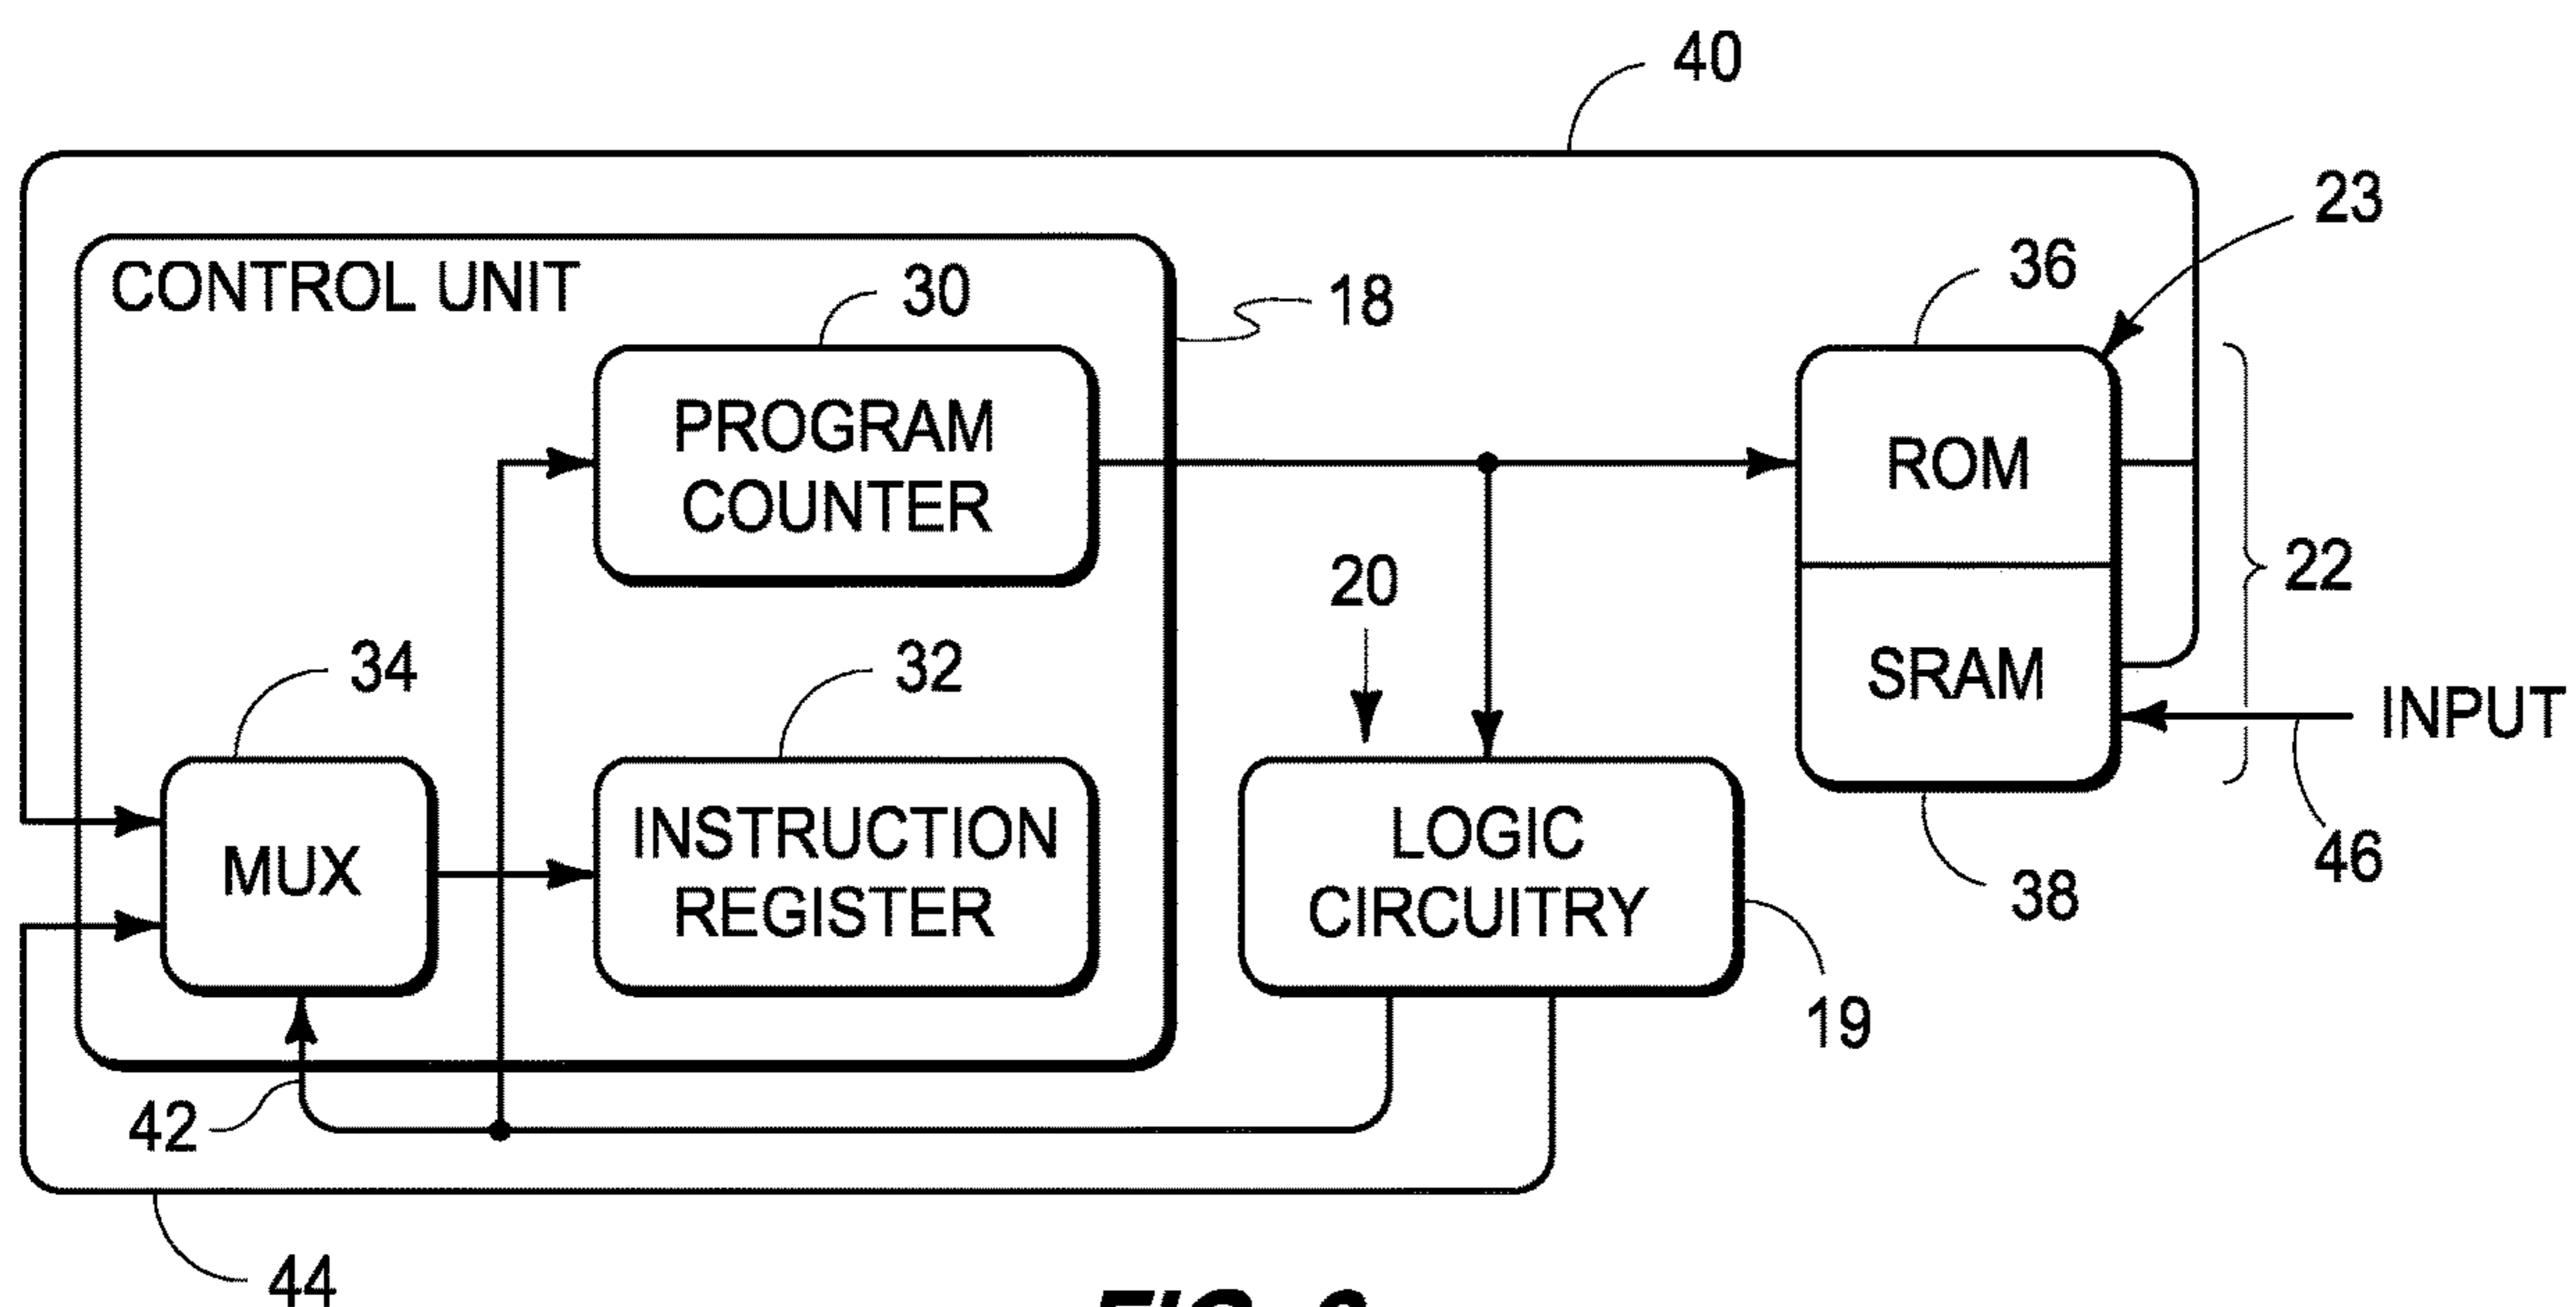 40
23
CONTROL UNIT
30
18
36
PROGRAM
COUNTER
ROM
20
22
34
32
SRAM
INPUT
MUX
INSTRUCTION
REGISTER
LOGIC
CIRCUITRY
46
38
19
42
44